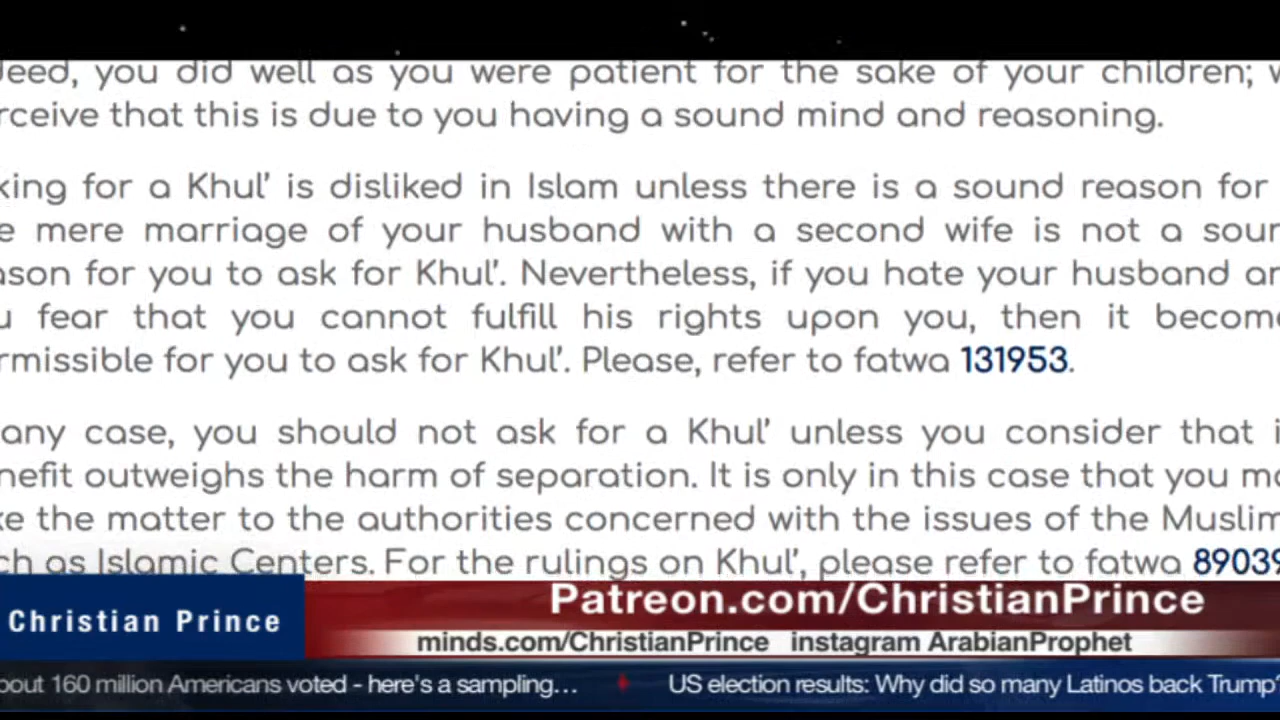 deed, you did well as you were patient for the sake of your children; w
rceive that this is due to you having a sound mind and reasoning.
king for a Khul’ is disliked in Islam unless there is a sound reason for
e mere marriage of your husband with a second wife is not a soun
ason for you to ask for Khul’. Nevertheless, if you hate your husband an
u fear that you cannot fulfill his rights upon you, then it become
rmissible for you to ask for Khul’. Please, refer to fatwa 131953.
any case, you should not ask for a Khul’ unless you consider that i
nefit outweighs the harm of separation. It is only in this case that you ma
ke the matter to the authorities concerned with the issues of the Muslim
ch as Islamic Centers. For the rulings on Khul’, please refer to fatwa 89039
Christian Prince
Patreon.com/ChristianPrince
minds.com/ChristianPrince instagram ArabianProphet
bout 160 million Americans voted - here's a sampling... US election results: Why did so many Latinos back Trump?